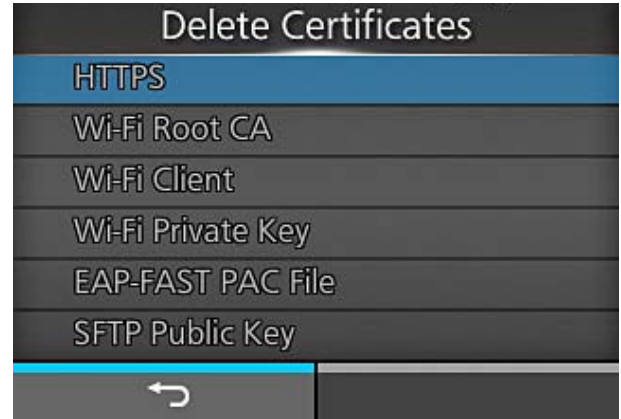 Delete Certificates
HTTPS
Wi-Fi Root CA
Wi-Fi Client
Wi-Fi Private Key
EAP-FAST PAC File
SFTP Public Key